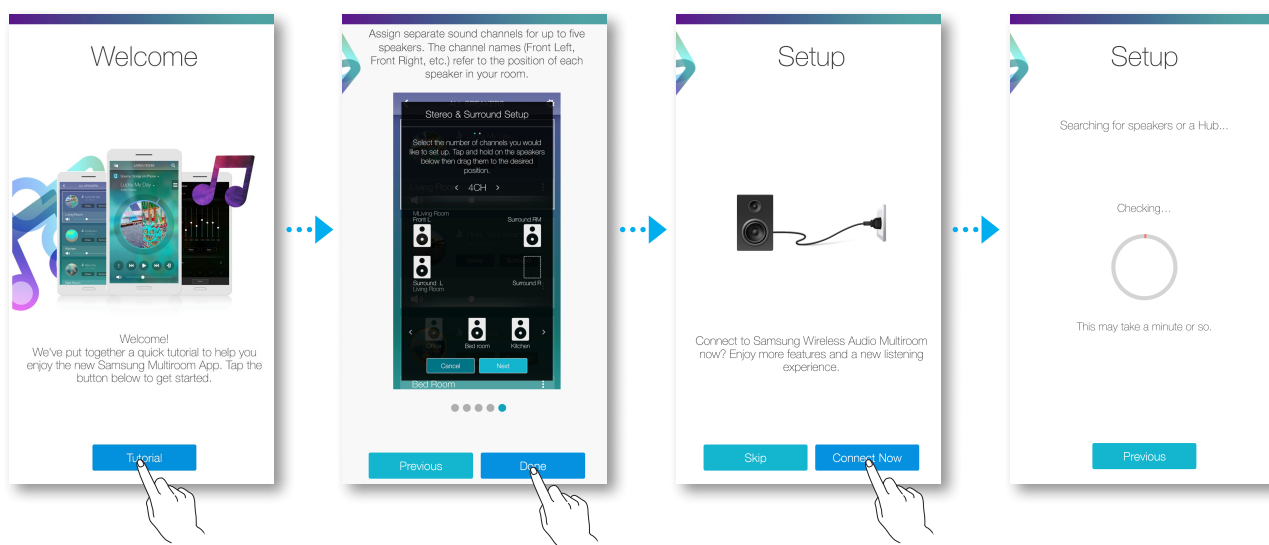 Welcome
Welcome!
We've put together a quick tutorial to help you
enjoy the new Samsung Multiroom App. Tap the
button below to get started.
Tutorial
Assign separate sound channels for up to five
speakers. The channel names (Front Left,
Front Right, etc.) refer to the position of each
speaker in your room.
Stereo & Surround Setup
Select the number of channels you would
like to set up. Tap and hold on the speakers
below then drag them to the desired
position.
4CH
MLiving Room
Front L
Surround RM
Surround L
Living Room
Surround R
Office
Bed room
Kitchen
Cancel
Next
Bed Room
Previous
Done
Setup
Connect to Samsung Wireless Audio Multiroom
now? Enjoy more features and a new listening
experience.
Skip
Connect Now
Setup
Searching for speakers or a Hub...
Checking...
This may take a minute or so.
Previous